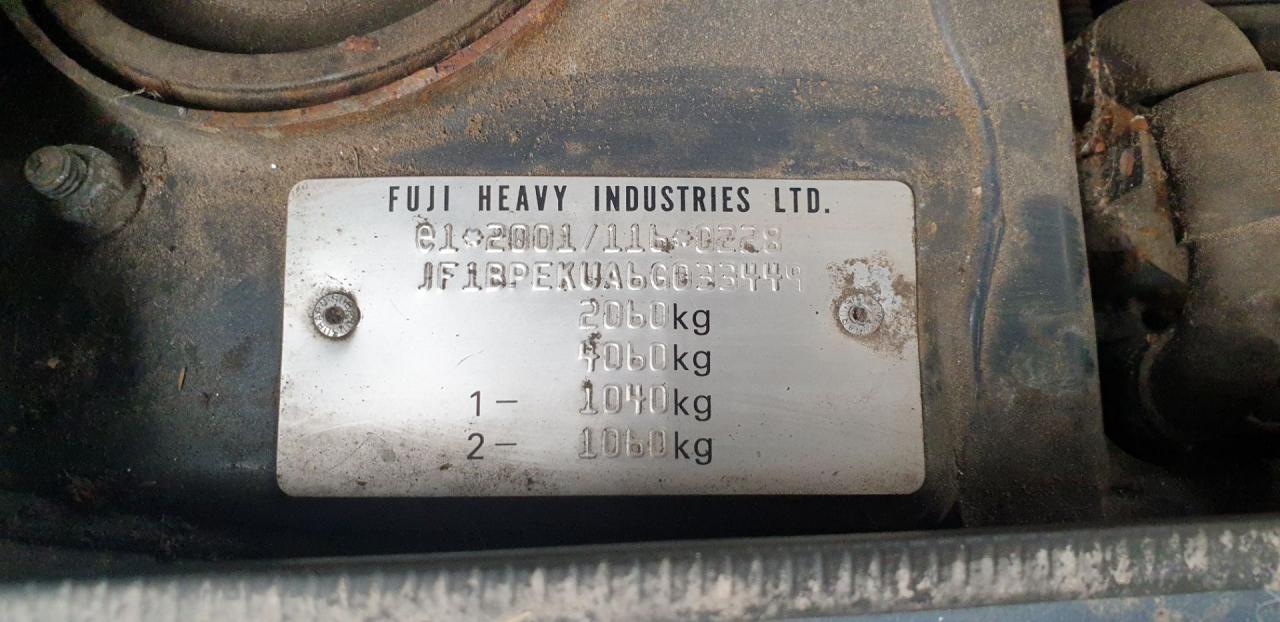 FUJI HEAVY INDUSTRIES LTD.
e1*2001/116*0228
JF1BPEKUA6G033449
2060kg
4060kg
1- 1040kg
2- 1060kg